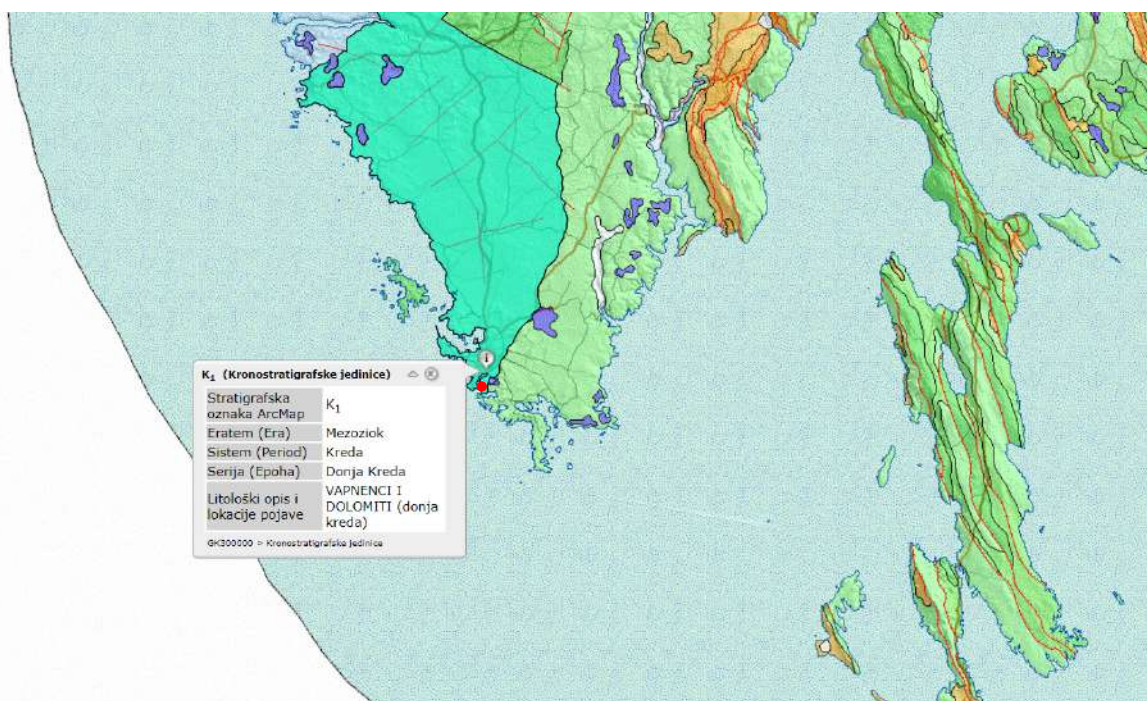 K1 (Kronostratigrafske jedinice)
Stratigrafska
oznaka ArcMap
K1
Eratem (Era) Mezoziok
Sistem (Period) Kreda
Serija (Epoha) Donja Kreda
Litološki opis i
lokacije pojave
VAPNENCI I
DOLOMITI (donja
kreda)
GK300000 > Kronostratigrafske jedinice